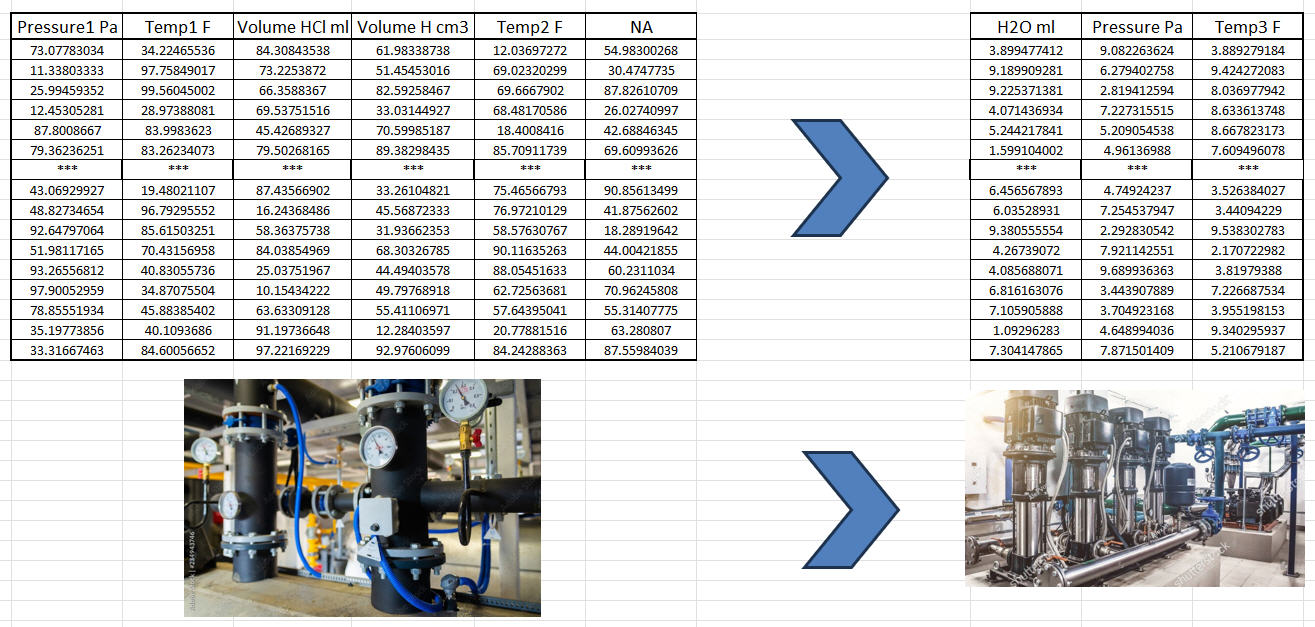 Pressure1 Pa Temp1 F Volume HCl ml Volume H cm3 Temp2 F NA H2O ml Pressure Pa Temp3 F
73.07783034 34.22465536 84.30843538 61.98338738 12.03697272 54.98300268 3.899477412 9.082263624 3.889279184
11.33803333 97.75849017 73.2253872 51.45453016 69.02320299 30.4747735 9.189909281 6.279402758 9.424272083
25.99459352 99.56045002 66.3588367 82.59258467 69.6667902 87.82610709 9.225371381 2.819412594 8.036977942
12.45305281 28.97388081 69.53751516 33.03144927 68.48170586 26.02740997 4.071436934 7.227315515 8.633613748
87.8008667 83.9983623 45.42689327 70.59985187 18.4008416 42.68846345 5.244217841 5.209054538 8.667823173
79.36236251 83.26234073 79.50268165 89.38298435 85.70911739 69.60993626 1.599104002 4.96136988 7.609496078
*** *** *** *** *** *** *** *** ***
43.06929927 19.48021107 87.43566902 33.26104821 75.46566793 90.85613499 6.456567893 4.74924237 3.526384027
48.82734654 96.79295552 16.24368486 45.56872333 76.97210129 41.87562602 6.03528931 7.254537947 3.44094229
92.64797064 85.61503251 58.36375738 31.93662353 58.57630767 18.28919642 9.380555554 2.292830542 9.538302783
51.98117165 70.43156958 84.03854969 68.30326785 90.11635263 44.00421855 4.26739072 7.921142551 2.170722982
93.26556812 40.83055736 25.03751967 44.49403578 88.05451633 60.2311034 4.085688071 9.689936363 3.81979388
97.90052959 34.87075504 10.15434222 49.79768918 62.72563681 70.96245808 6.816163076 3.443907889 7.226687534
78.85551934 45.88385402 63.63309128 55.41106971 57.64395041 55.31407775 7.105905888 3.704923168 3.955198153
35.19773856 40.1093686 91.19736648 12.28403597 20.77881516 63.280807 1.09296283 4.648994036 9.340295937
33.31667463 84.60056652 97.22169229 92.97606099 84.24288363 87.55984039 7.304147865 7.871501409 5.210679187